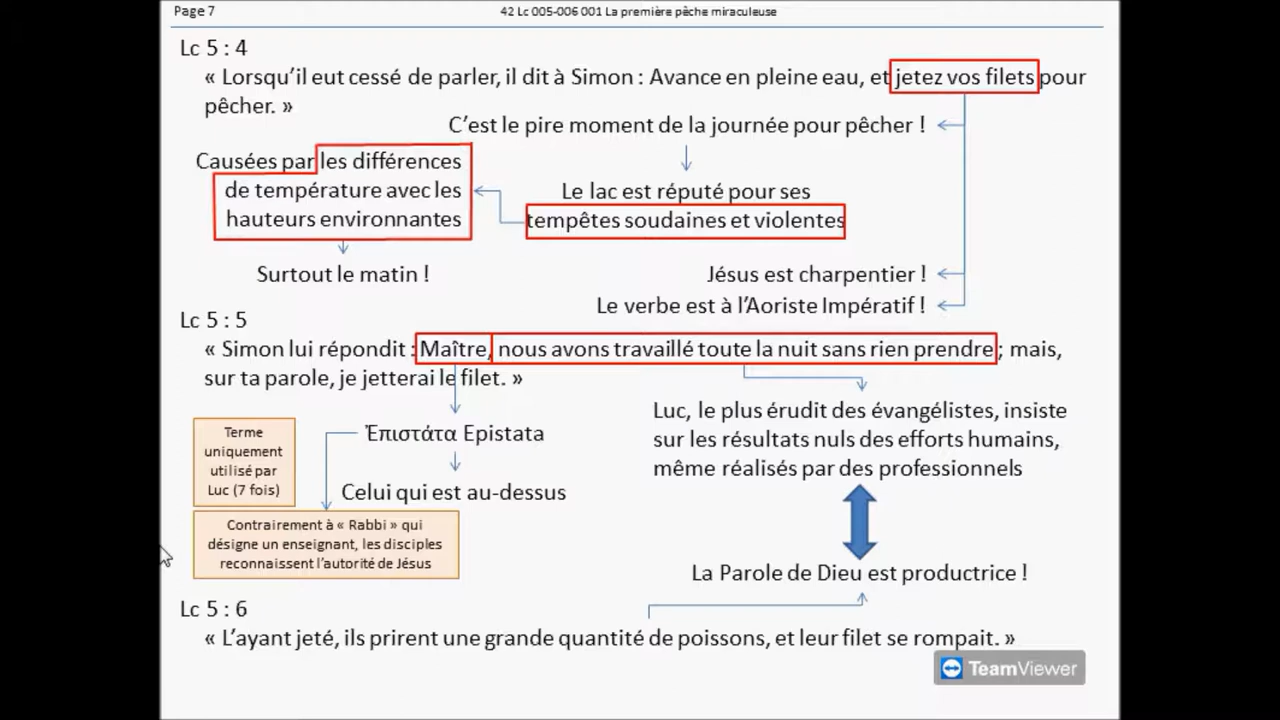 Page 7
42 Lc 005-006 001 La première pêche miraculeuse
Lc 5 : 4
« Lorsqu'il eut cessé de parler, il dit à Simon : Avance en pleine eau, et jetez vos filets pour
pêcher. »
C'est le pire moment de la journée pour pêcher !
Causées par les différences
de température avec les
hauteurs environnantes
Le lac est réputé pour ses
tempêtes soudaines et violentes
Surtout le matin !
Jésus est charpentier !
Le verbe est à l'Aoriste Impératif !
Lc 5 : 5
« Simon lui répondit : Maître, nous avons travaillé toute la nuit sans rien prendre ; mais,
sur ta parole, je jetterai le filet. »
Luc, le plus érudit des évangélistes, insiste
sur les résultats nuls des efforts humains,
même réalisés par des professionnels
Ἐπιστάτα Epistata
Terme
uniquement
utilisé par
Luc (7 fois)
Celui qui est au-dessus
Contrairement à « Rabbi » qui
désigne un enseignant, les disciples
reconnaissent l'autorité de Jésus
La Parole de Dieu est productrice !
Lc 5 : 6
« L'ayant jeté, ils prirent une grande quantité de poissons, et leur filet se rompait. »
TeamViewer